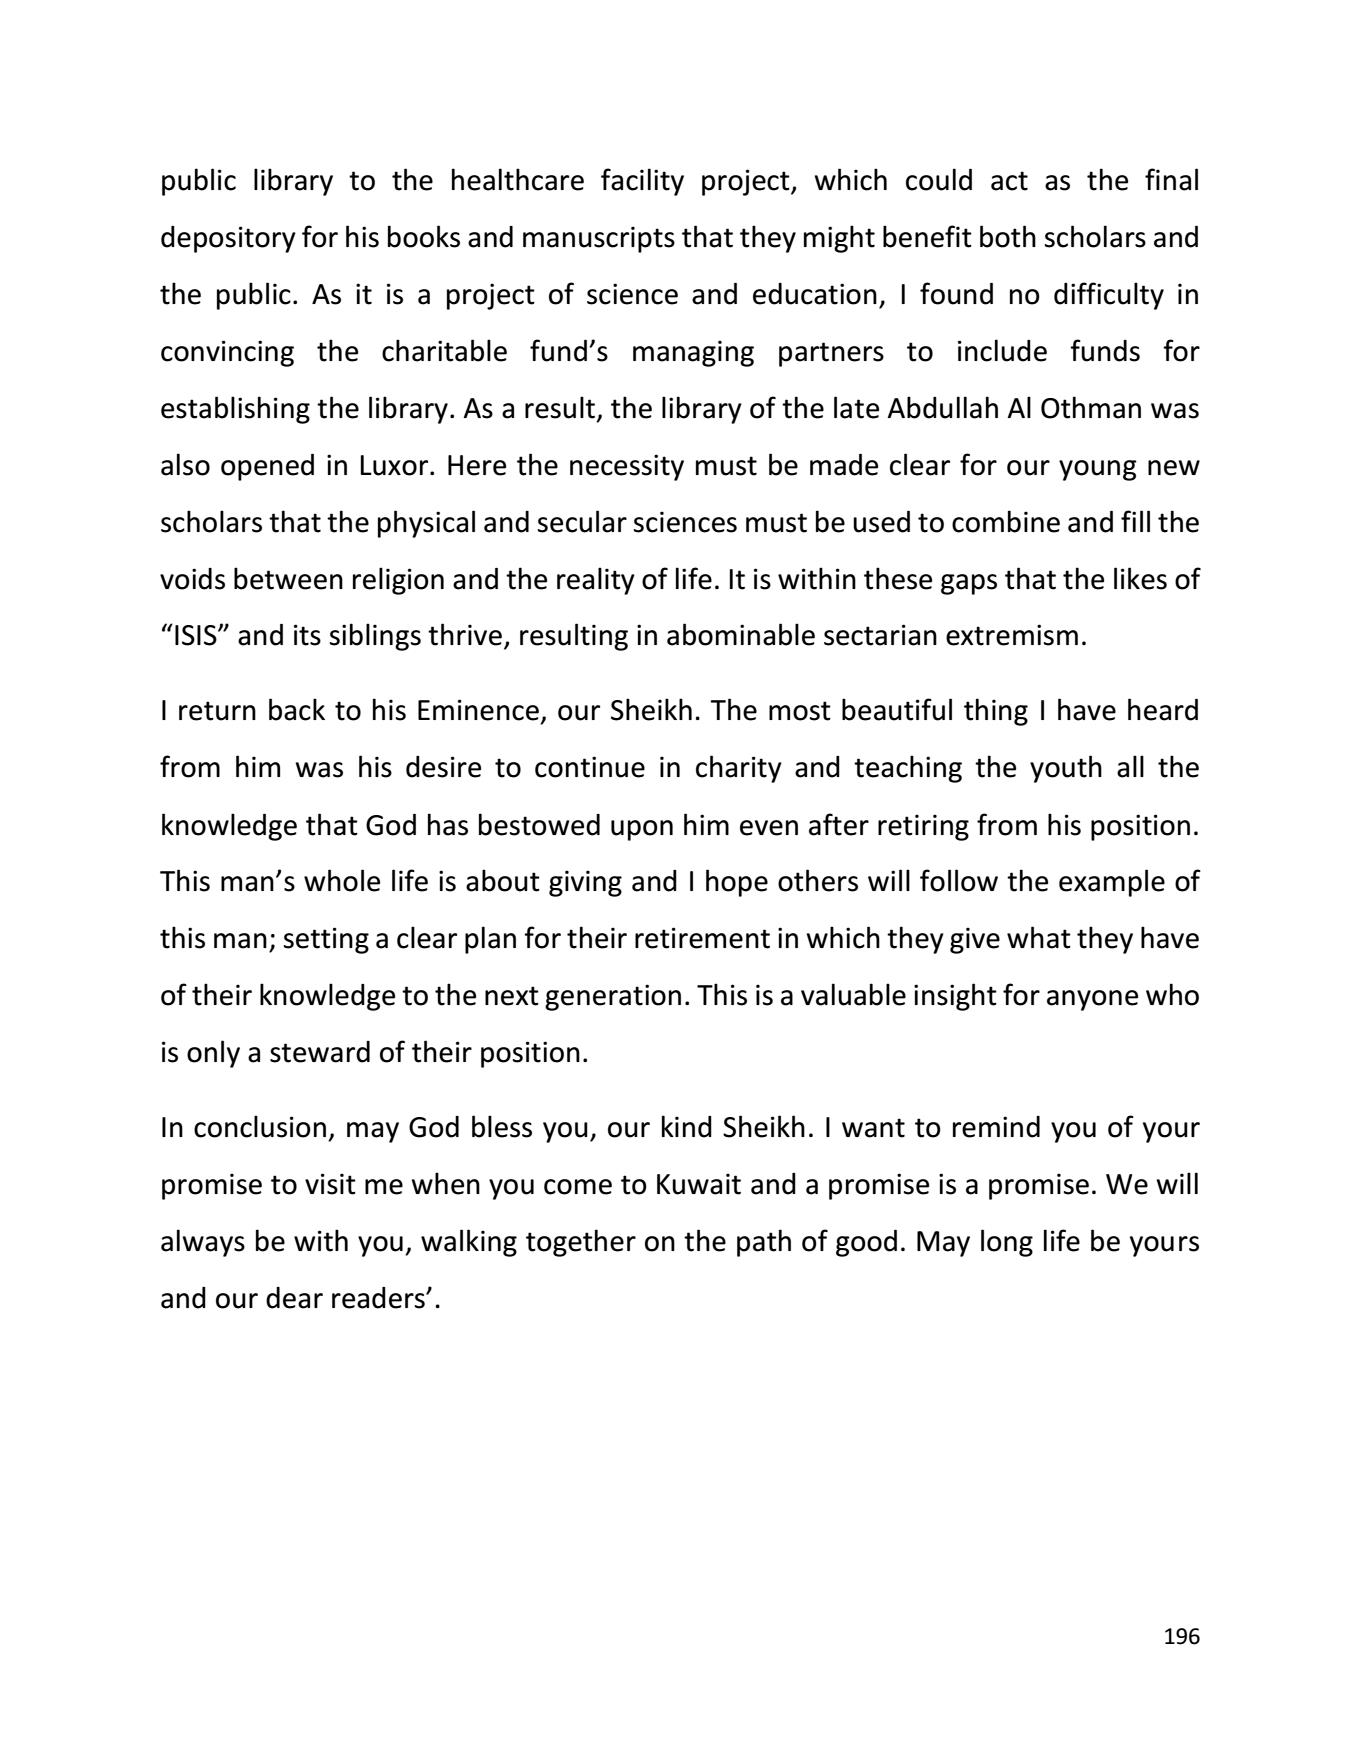 public library to the healthcare facility project, which could act as the final
depository for his books and manuscripts that they might benefit both scholars and
the public. As it is a project of science and education, I found no difficulty in
convincing the charitable fund’s managing partners to include funds for
establishing the library. As a result, the library of the late Abdullah Al Othman was
also opened in Luxor. Here the necessity must be made clear for our young new
scholars that the physical and secular sciences must be used to combine and fill the
voids between religion and the reality of life. It is within these gaps that the likes of
“ISIS” and its siblings thrive, resulting in abominable sectarian extremism.
I return back to his Eminence, our Sheikh. The most beautiful thing I have heard
from him was his desire to continue in charity and teaching the youth all the
knowledge that God has bestowed upon him even after retiring from his position.
This man’s whole life is about giving and I hope others will follow the example of
this man; setting a clear plan for their retirement in which they give what they have
of their knowledge to the next generation. This is a valuable insight for anyone who
is only a steward of their position.
In conclusion, may God bless you, our kind Sheikh. I want to remind you of your
promise to visit me when you come to Kuwait and a promise is a promise. We will
always be with you, walking together on the path of good. May long life be yours
and our dear readers’.
196